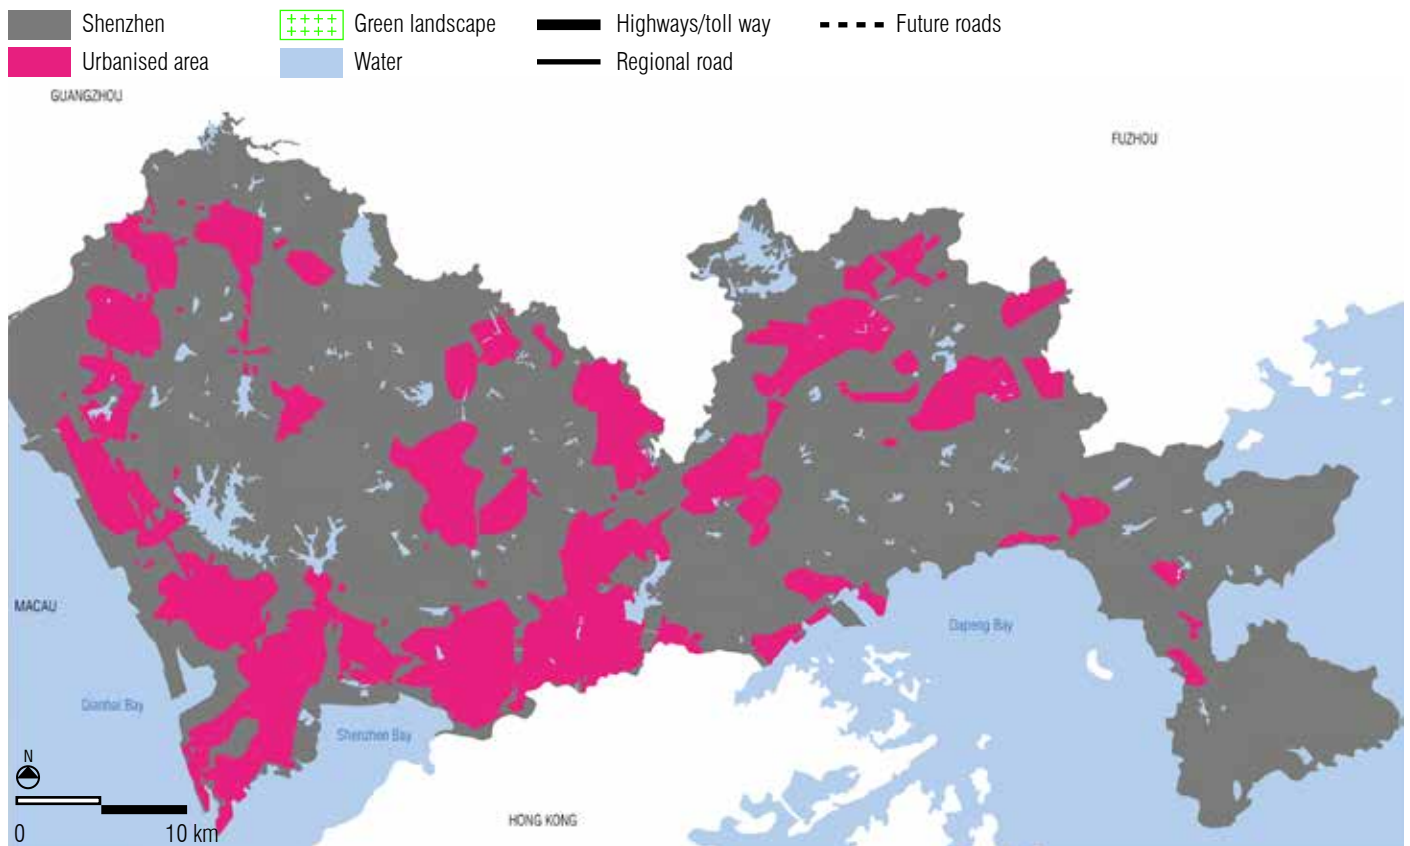 Shenzhen
Green landscape
Highways/toll way
Future roads
Urbanised area
Water
Regional road
GUANGZHOU
FUZHOU
MACAU
Dapeng Bay
Qianhai Bay
Shenzhen Bay
N
HONG KONG
0
10 km